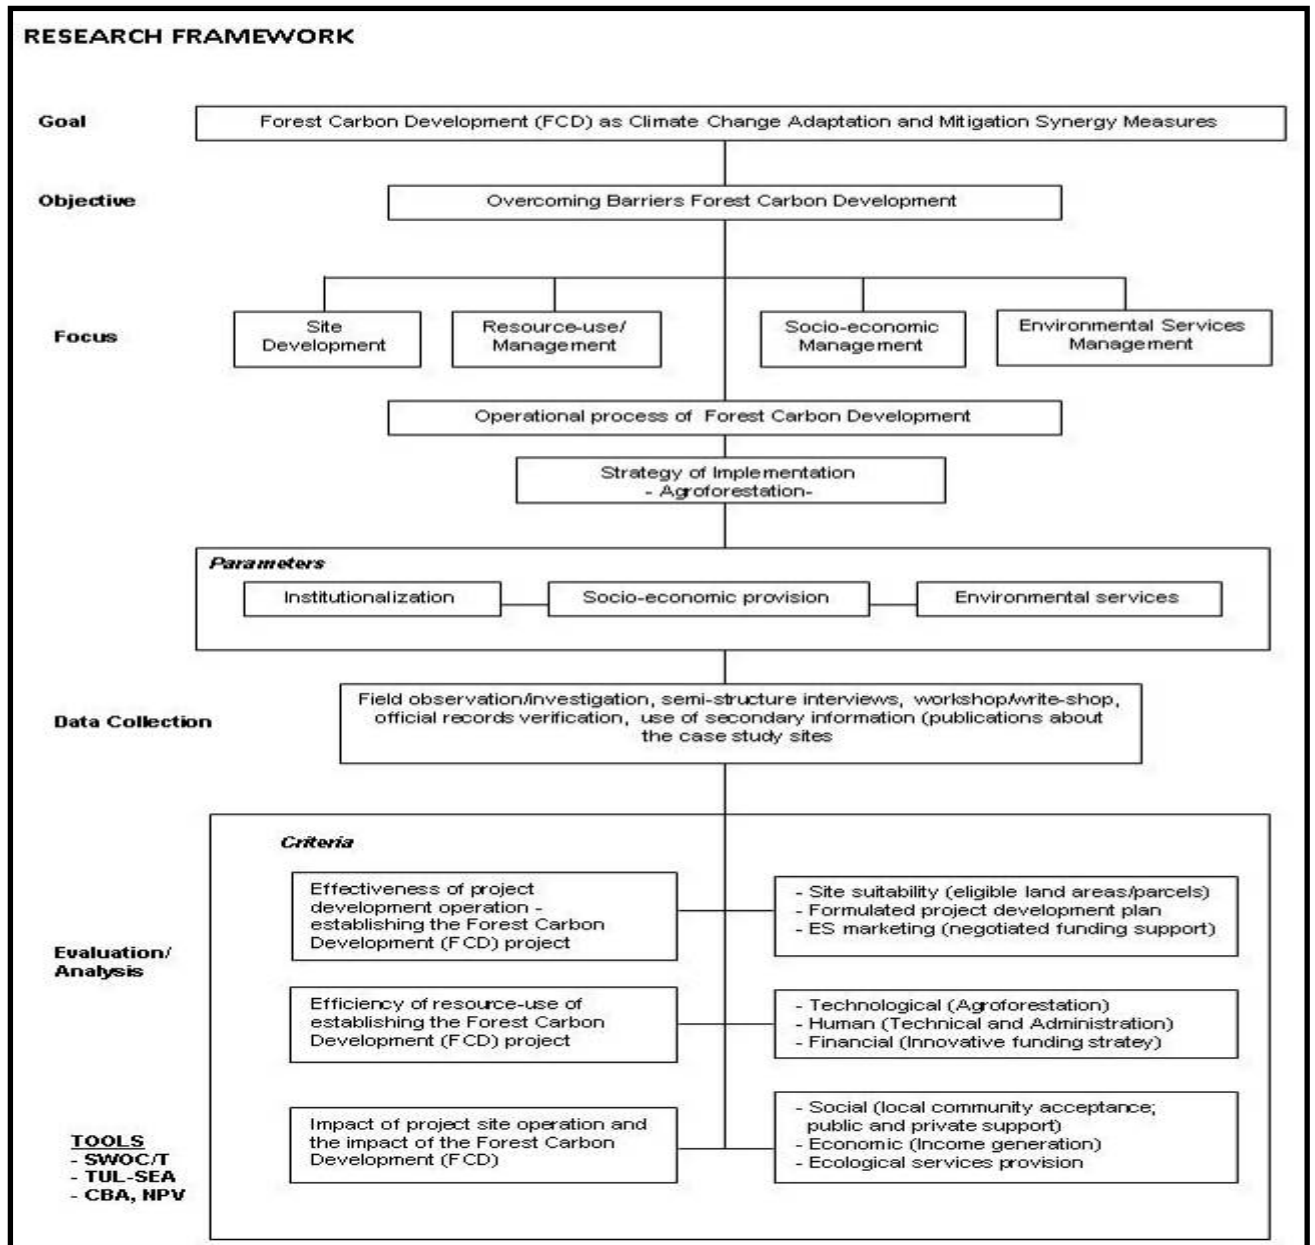 RESEARCH FRAMEWORK
Goal
Forest Carbon Development (FCD) as Climate Change Adaptation and Mitigation Synergy Measures
Objective
Overcoming Barriers Forest Carbon Development
Focus
Site
Development
Resource-use/
Management
Socio-economic
Management
Environmental Services
Management
Operational process of Forest Carbon Development
Strategy of Implementation
- Agroforestation-
Parameters
Institutionalization
Socio-economic provision
Environmental services
Data Collection
Field observation/investigation, semi-structure interviews, workshop/write-shop,
official records verification, use of secondary information (publications about
the case study sites
Evaluation/
Analysis
Criteria
Effectiveness of project
development operation -
establishing the Forest Carbon
Development (FCD) project
- Site suitability (eligible land areas/parcels)
- Formulated project development plan
- ES marketing (negotiated funding support)
Efficiency of resource-use of
establishing the Forest Carbon
Development (FCD) project
- Technological (Agroforestation)
- Human (Technical and Administration)
- Financial (Innovative funding stratey)
Impact of project site operation and
the impact of the Forest Carbon
Development (FCD)
- Social (local community acceptance;
public and private support)
- Economic (Income generation)
- Ecological services provision
TOOLS
- SWOC/T
- TUL-SEA
- CBA, NPV